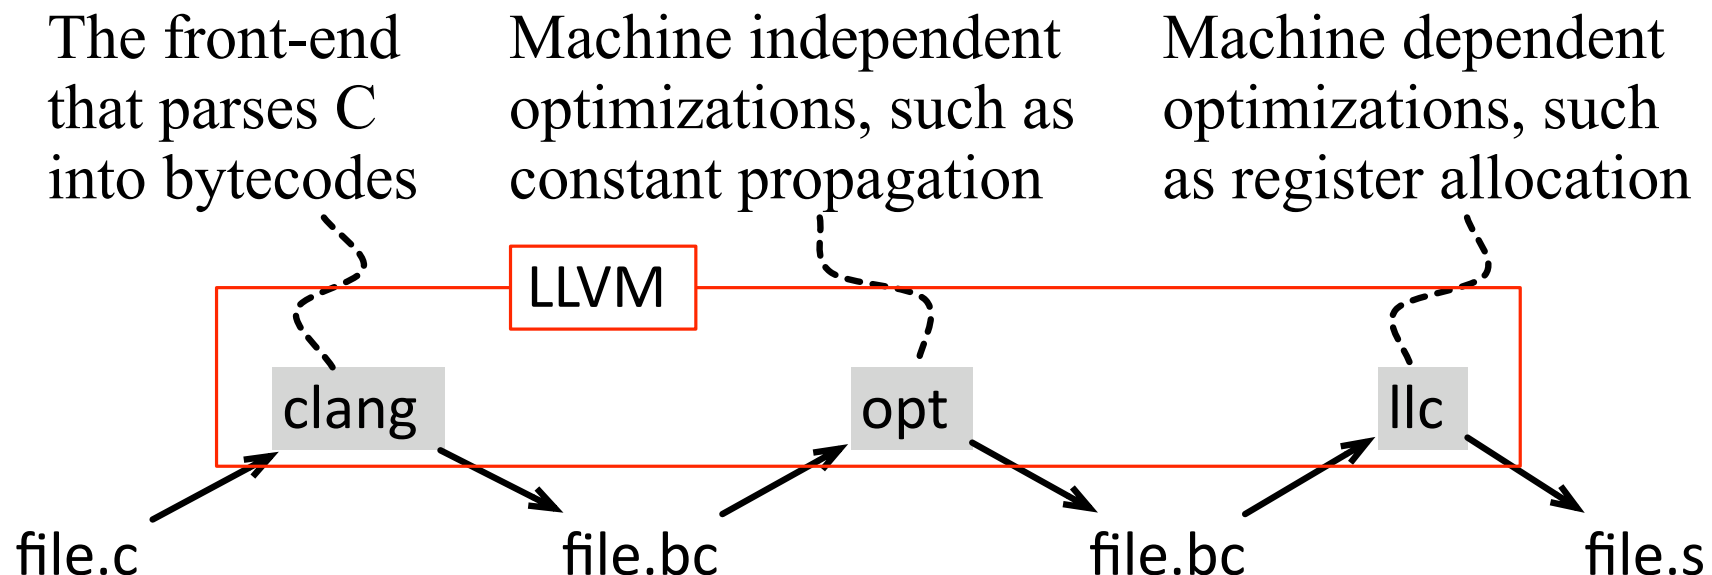 The front-end
that parses C
into bytecodes
Machine independent
optimizations, such as
constant propagation
Machine dependent
optimizations, such
as register allocation
LLVM
clang
opt
llc
file.c
file.bc
file.bc
file.s